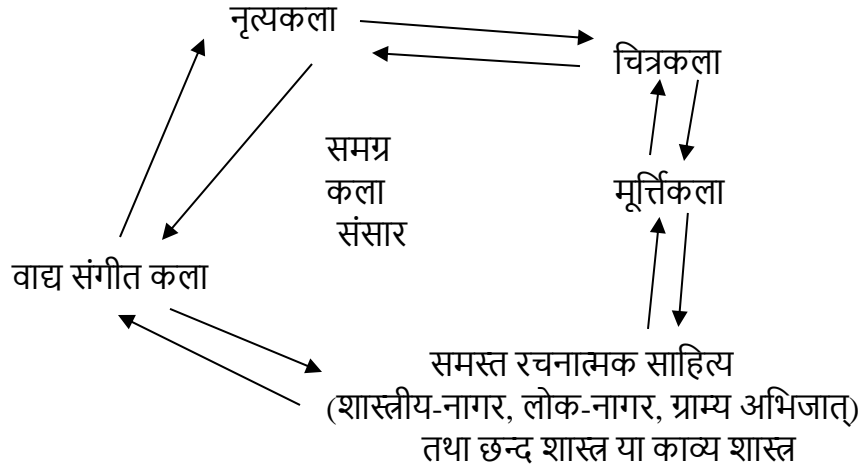 नृत्यकला
चित्रकला
समग्र
कला
संसार
मूर्त्तिकला
वाद्य संगीत कला
समस्त रचनात्मक साहित्य
(शास्त्रीय-नागर, लोक-नागर, ग्राम्य अभिजात्)
तथा छन्द शास्त्र या काव्य शास्त्र